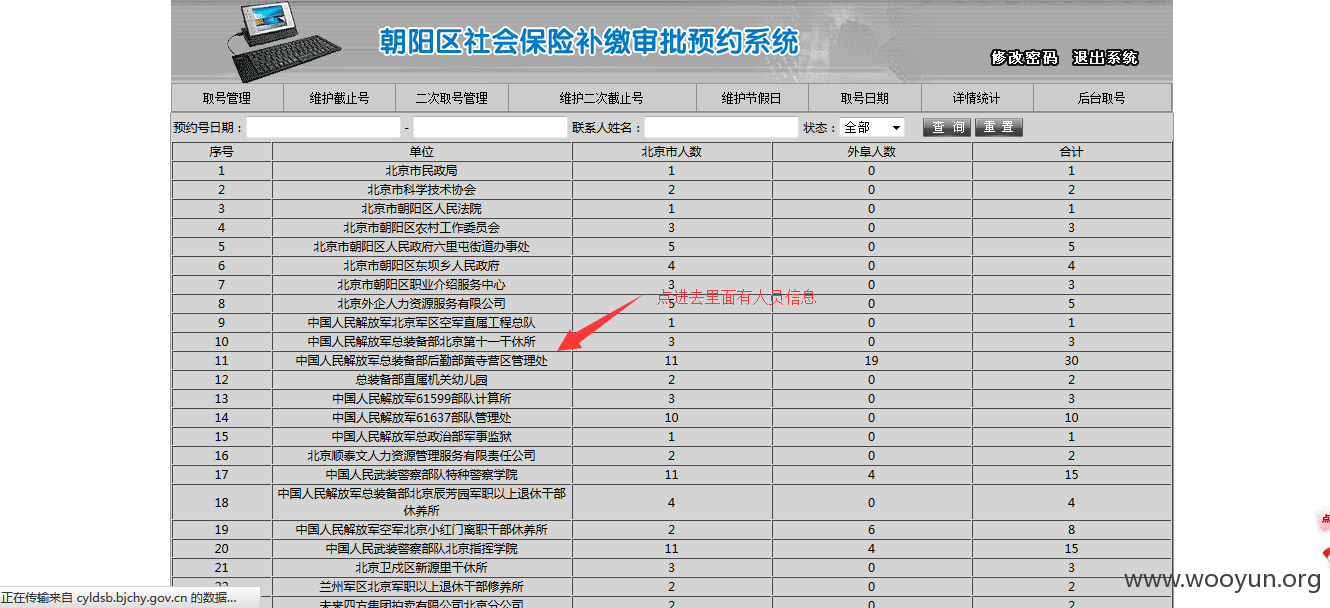 朝阳区社会保险补缴审批预约系统
修改密码 退出系统
取号管理 维护截止号 二次取号管理 维护二次截止号 维护节假日 取号日期 详情统计 后台取号
预约号日期： - 联系人姓名： 状态： 全部 查 询 重 置
序号 单位 北京市人数 外阜人数 合计
1 北京市民政局 1 0 1
2 北京市科学技术协会 2 0 2
3 北京市朝阳区人民法院 1 0 1
4 北京市朝阳区农村工作委员会 3 0 3
5 北京市朝阳区人民政府六里屯街道办事处 5 0 5
6 北京市朝阳区东坝乡人民政府 4 0 4
7 北京市朝阳区职业介绍服务中心 3 0 3
点进去里面有人员信息
8 北京外企人力资源服务有限公司 5 0 5
9 中国人民解放军北京军区空军直属工程总队 1 0 1
10 中国人民解放军总装备部北京第十一干休所 3 0 3
11 中国人民解放军总装备部后勤部黄寺营区管理处 11 19 30
12 总装备部直属机关幼儿园 2 0 2
13 中国人民解放军61599部队计算所 3 0 3
14 中国人民解放军61637部队管理处 10 0 10
15 中国人民解放军总政治部军事监狱 1 0 1
16 北京顺泰文人力资源管理服务有限责任公司 2 0 2
17 中国人民武装警察部队特种警察学院 11 4 15
18 中国人民解放军总装备部北京辰芳园军职以上退休干部
休养所 4 0 4
19 中国人民解放军空军北京小红门离职干部休养所 2 6 8
20 中国人民武装警察部队北京指挥学院 11 4 15
21 北京卫戍区新源里干休所 3 0 3
22 兰州军区北京军职以上退休干部修养所 2 0 2
未来四方集团拍卖有限公司北京分公司 2 0 2
正在传输来自 cyldsb.bjchy.gov.cn 的数据...
www.wooyun.org
点